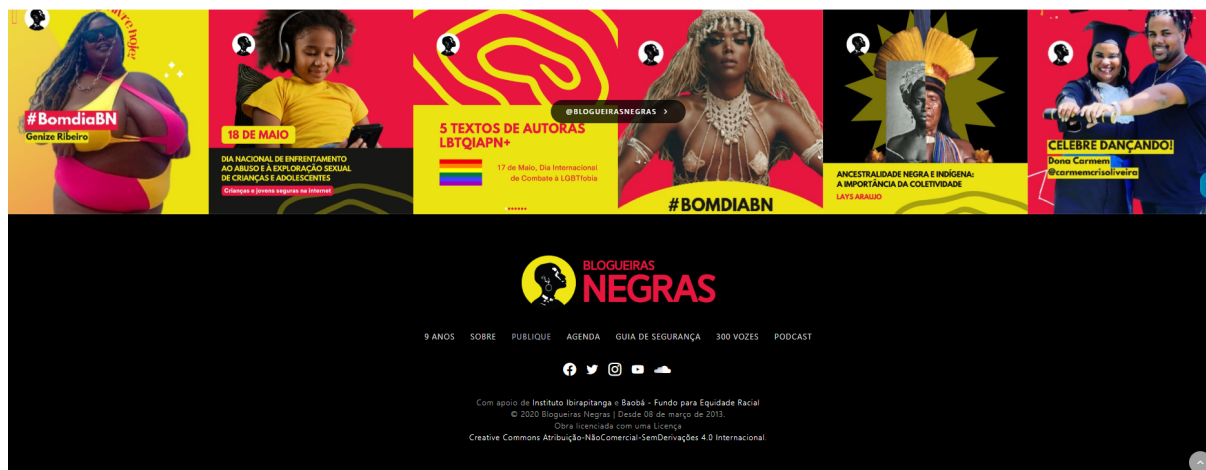 #BomdiaBN
Genize Ribeiro
18 DE MAIO
DIA NACIONAL DE ENFRENTAMENTO
AO ABUSO E À EXPLORAÇÃO SEXUAL
DE CRIANÇAS E ADOLESCENTES
Crianças e jovens seguras na internet
5 TEXTOS DE AUTORAS
LBTQIAPN+
17 de Maio, Dia Internacional
de Combate à LGBTfobia
@BLOGUEIRASNEGRAS >
#BOMDIABN
ANCESTRALIDADE NEGRA E INDÍGENA:
A IMPORTÂNCIA DA COLETIVIDADE
LAYS ARAUJO
CELEBRE DANÇANDO!
Dona Carmem
@carmemcrisoliveira
BLOGUEIRAS
NEGRAS
9 ANOS SOBRE PUBLIQUE AGENDA GUIA DE SEGURANÇA 300 VOZES PODCAST
Com apoio de Instituto Ibirapitanga e Baobá - Fundo para Equidade Racial
© 2020 Blogueiras Negras | Desde 08 de março de 2013.
Obra licenciada com uma Licença
Creative Commons Atribuição-NãoComercial-SemDerivações 4.0 Internacional.